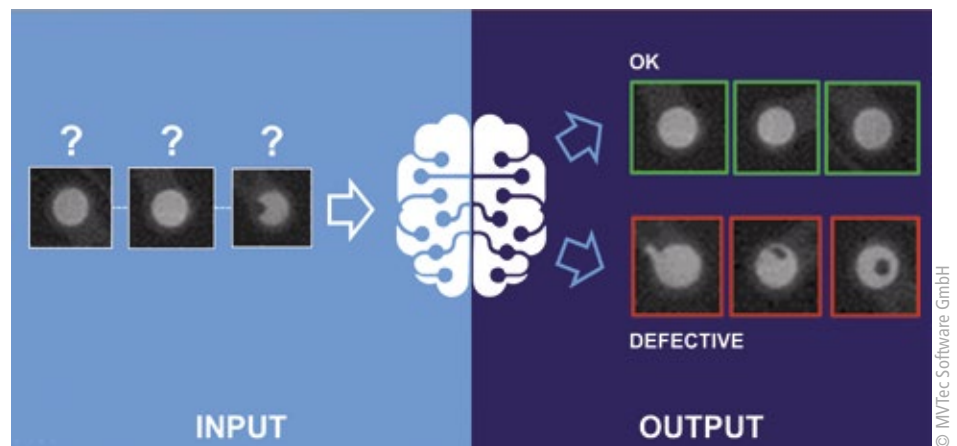 ? ? ?
INPUT
OK
DEFECTIVE
OUTPUT
© MVTec Software GmbH